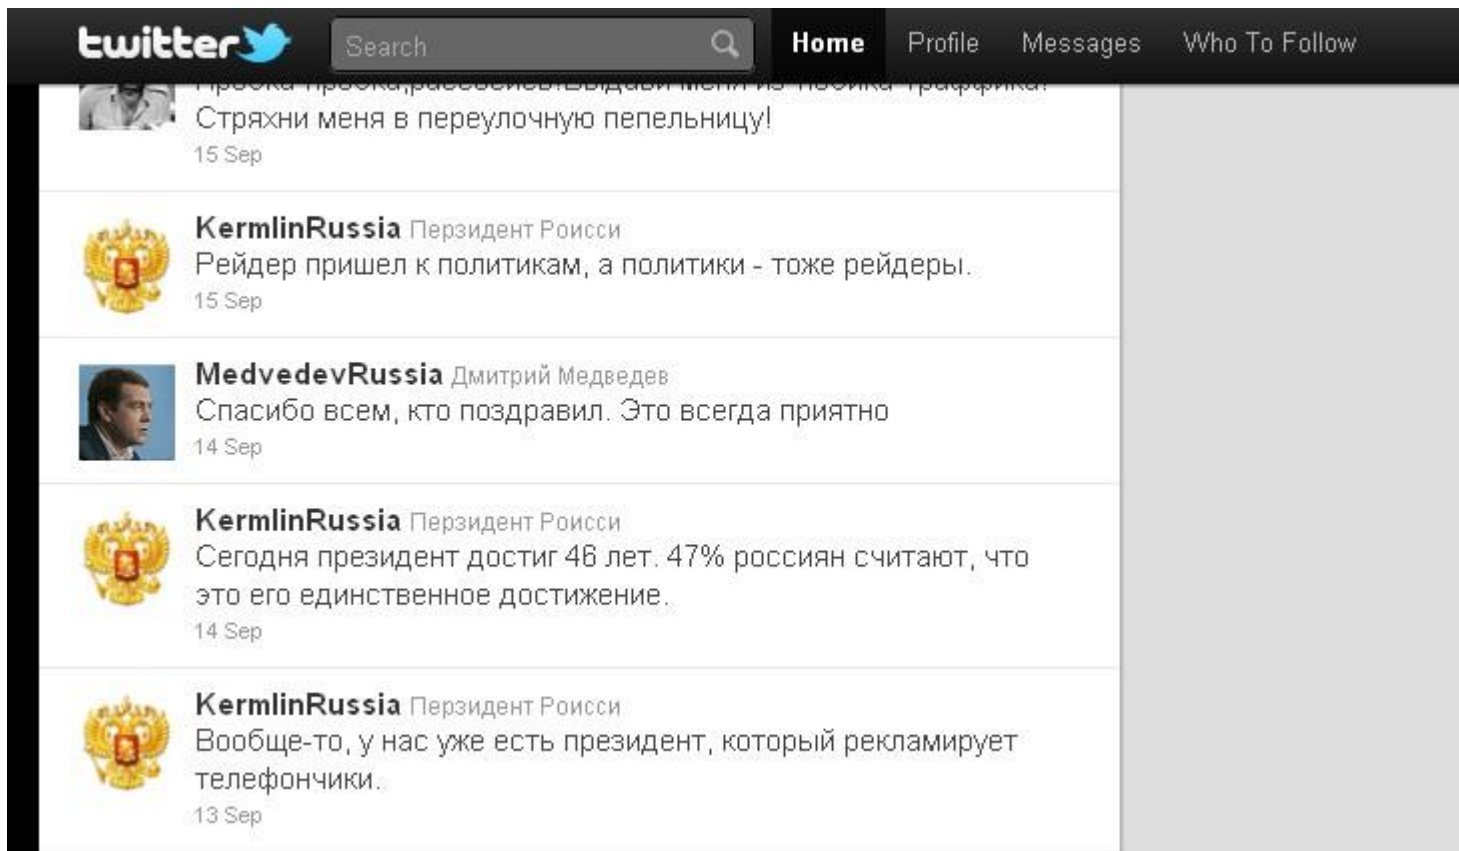 twitter
Search
Home Profile Messages Who To Follow
Стряхни меня в переулочную пепельницу!
15 Sep
KermlinRussia Перзидент Роисси
Рейдер пришел к политикам, а политики - тоже рейдеры.
15 Sep
MedvedevRussia Дмитрий Медведев
Спасибо всем, кто поздравил. Это всегда приятно
14 Sep
KermlinRussia Перзидент Роисси
Сегодня президент достиг 46 лет. 47% россиян считают, что
это его единственное достижение.
14 Sep
KermlinRussia Перзидент Роисси
Вообще-то, у нас уже есть президент, который рекламирует
телефончики.
13 Sep